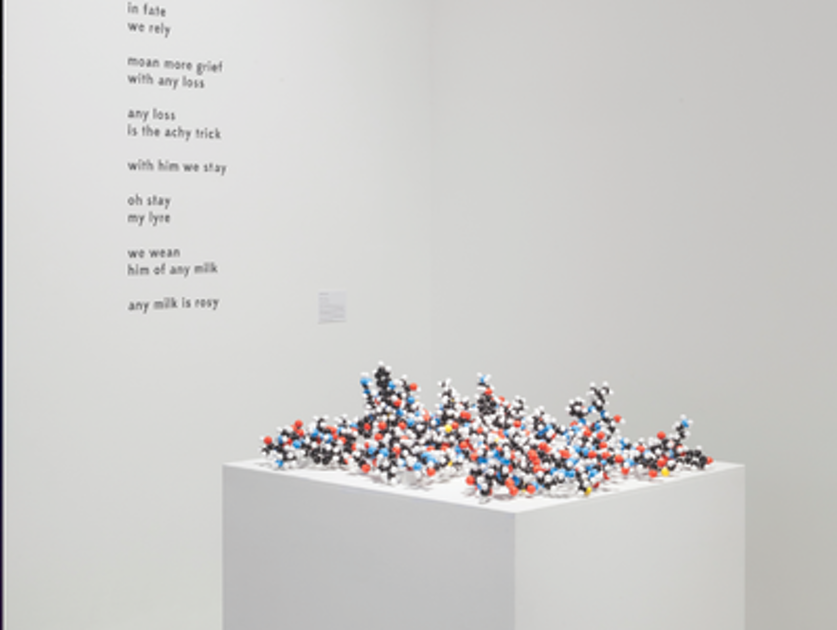 in fate
we rely
moan more grief
with any loss
any loss
is the achy trick
with him we stay
oh stay
my lyre
we wean
him of any milk
any milk is rosy